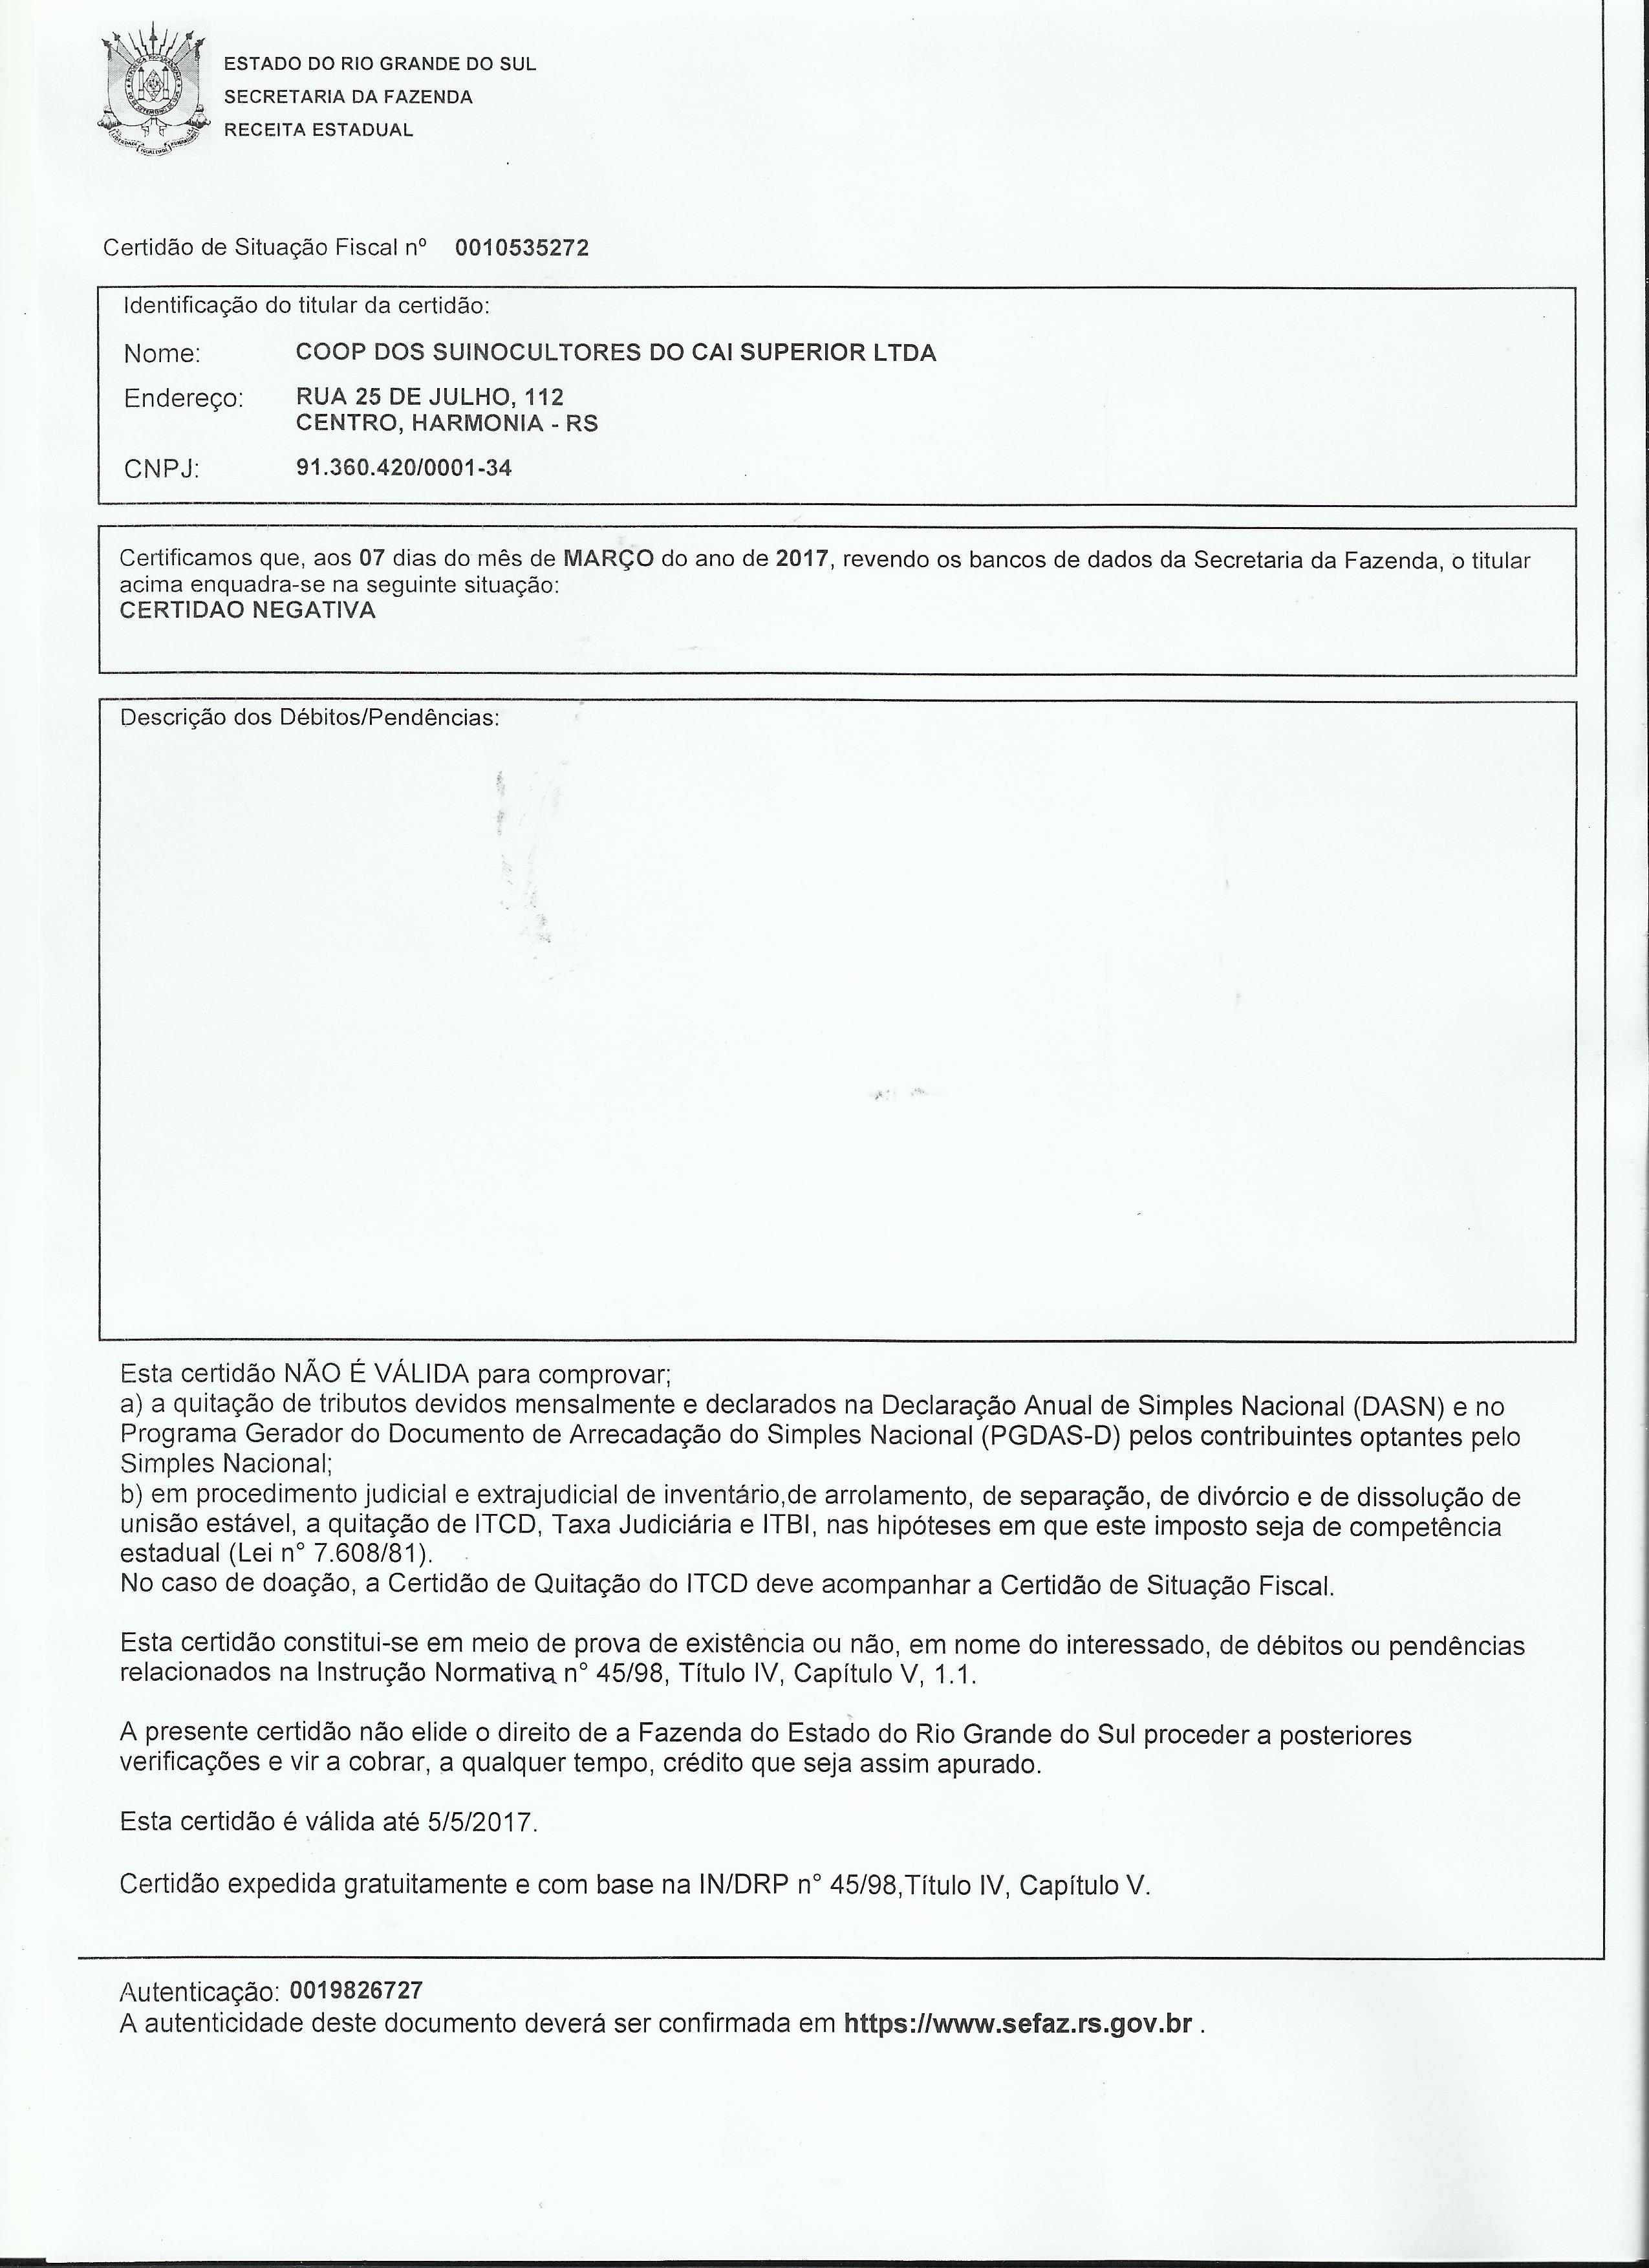 ESTADO DO RIO GRANDE DO SUL
SECRETARIA DA FAZENDA
RECEITA ESTADUAL
Certidão de Situação Fiscal nº 0010535272
Identificação do titular da certidão:
Nome: COOP DOS SUINOCULTORES DO CAI SUPERIOR LTDA
Endereço: RUA 25 DE JULHO, 112
CENTRO, HARMONIA - RS
CNPJ: 91.360.420/0001-34
Certificamos que, aos 07 dias do mês de MARÇO do ano de 2017, revendo os bancos de dados da Secretaria da Fazenda, o titular
acima enquadra-se na seguinte situação:
CERTIDAO NEGATIVA
Descrição dos Débitos/Pendências:
Esta certidão NÃO É VÁLIDA para comprovar;
a) a quitação de tributos devidos mensalmente e declarados na Declaração Anual de Simples Nacional (DASN) e no
Programa Gerador do Documento de Arrecadação do Simples Nacional (PGDAS-D) pelos contribuintes optantes pelo
Simples Nacional;
b) em procedimento judicial e extrajudicial de inventário,de arrolamento, de separação, de divórcio e de dissolução de
unisão estável, a quitação de ITCD, Taxa Judiciária e ITBI, nas hipóteses em que este imposto seja de competência
estadual (Lei n° 7.608/81).
No caso de doação, a Certidão de Quitação do ITCD deve acompanhar a Certidão de Situação Fiscal.
Esta certidão constitui-se em meio de prova de existência ou não, em nome do interessado, de débitos ou pendências
relacionados na Instrução Normativa n° 45/98, Título IV, Capítulo V, 1.1.
A presente certidão não elide o direito de a Fazenda do Estado do Rio Grande do Sul proceder a posteriores
verificações e vir a cobrar, a qualquer tempo, crédito que seja assim apurado.
Esta certidão é válida até 5/5/2017.
Certidão expedida gratuitamente e com base na IN/DRP n° 45/98,Título IV, Capítulo V.
Autenticação: 0019826727
A autenticidade deste documento deverá ser confirmada em https://www.sefaz.rs.gov.br .